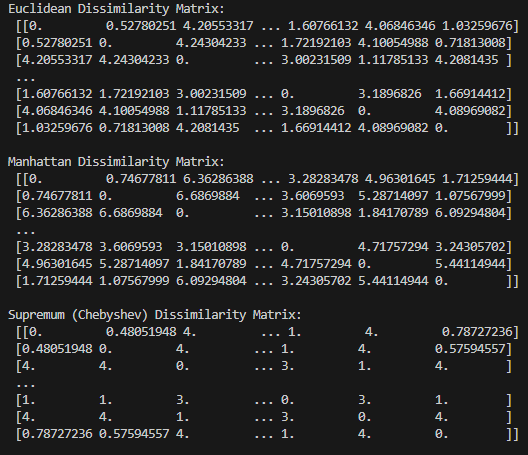 Euclidean Dissimilarity Matrix:
[[0. 0.52780251 4.20553317 ... 1.60766132 4.06846346 1.03259676]
[0.52780251 0. 4.24304233 ... 1.72192103 4.10054988 0.71813008]
[4.20553317 4.24304233 0. ... 3.00231509 1.11785133 4.2081435 ]
...
[1.60766132 1.72192103 3.00231509 ... 0. 3.1896826 1.66914412]
[4.06846346 4.10054988 1.11785133 ... 3.1896826 0. 4.08969082]
[1.03259676 0.71813008 4.2081435 ... 1.66914412 4.08969082 0. ]]
Manhattan Dissimilarity Matrix:
[[0. 0.74677811 6.36286388 ... 3.28283478 4.96301645 1.71259444]
[0.74677811 0. 6.6869884 ... 3.6069593 5.28714097 1.07567999]
[6.36286388 6.6869884 0. ... 3.15010898 1.84170789 6.09294804]
...
[3.28283478 3.6069593 3.15010898 ... 0. 4.71757294 3.24305702]
[4.96301645 5.28714097 1.84170789 ... 4.71757294 0. 5.44114944]
[1.71259444 1.07567999 6.09294804 ... 3.24305702 5.44114944 0. ]]
Supremum (Chebyshev) Dissimilarity Matrix:
[[0. 0.48051948 4. ... 1. 4. 0.78727236]
[0.48051948 0. 4. ... 1. 4. 0.57594557]
[4. 4. 0. ... 3. 1. 4. ]
...
[1. 1. 3. ... 0. 3. 1. ]
[4. 4. 1. ... 3. 0. 4. ]
[0.78727236 0.57594557 4. ... 1. 4. 0. ]]